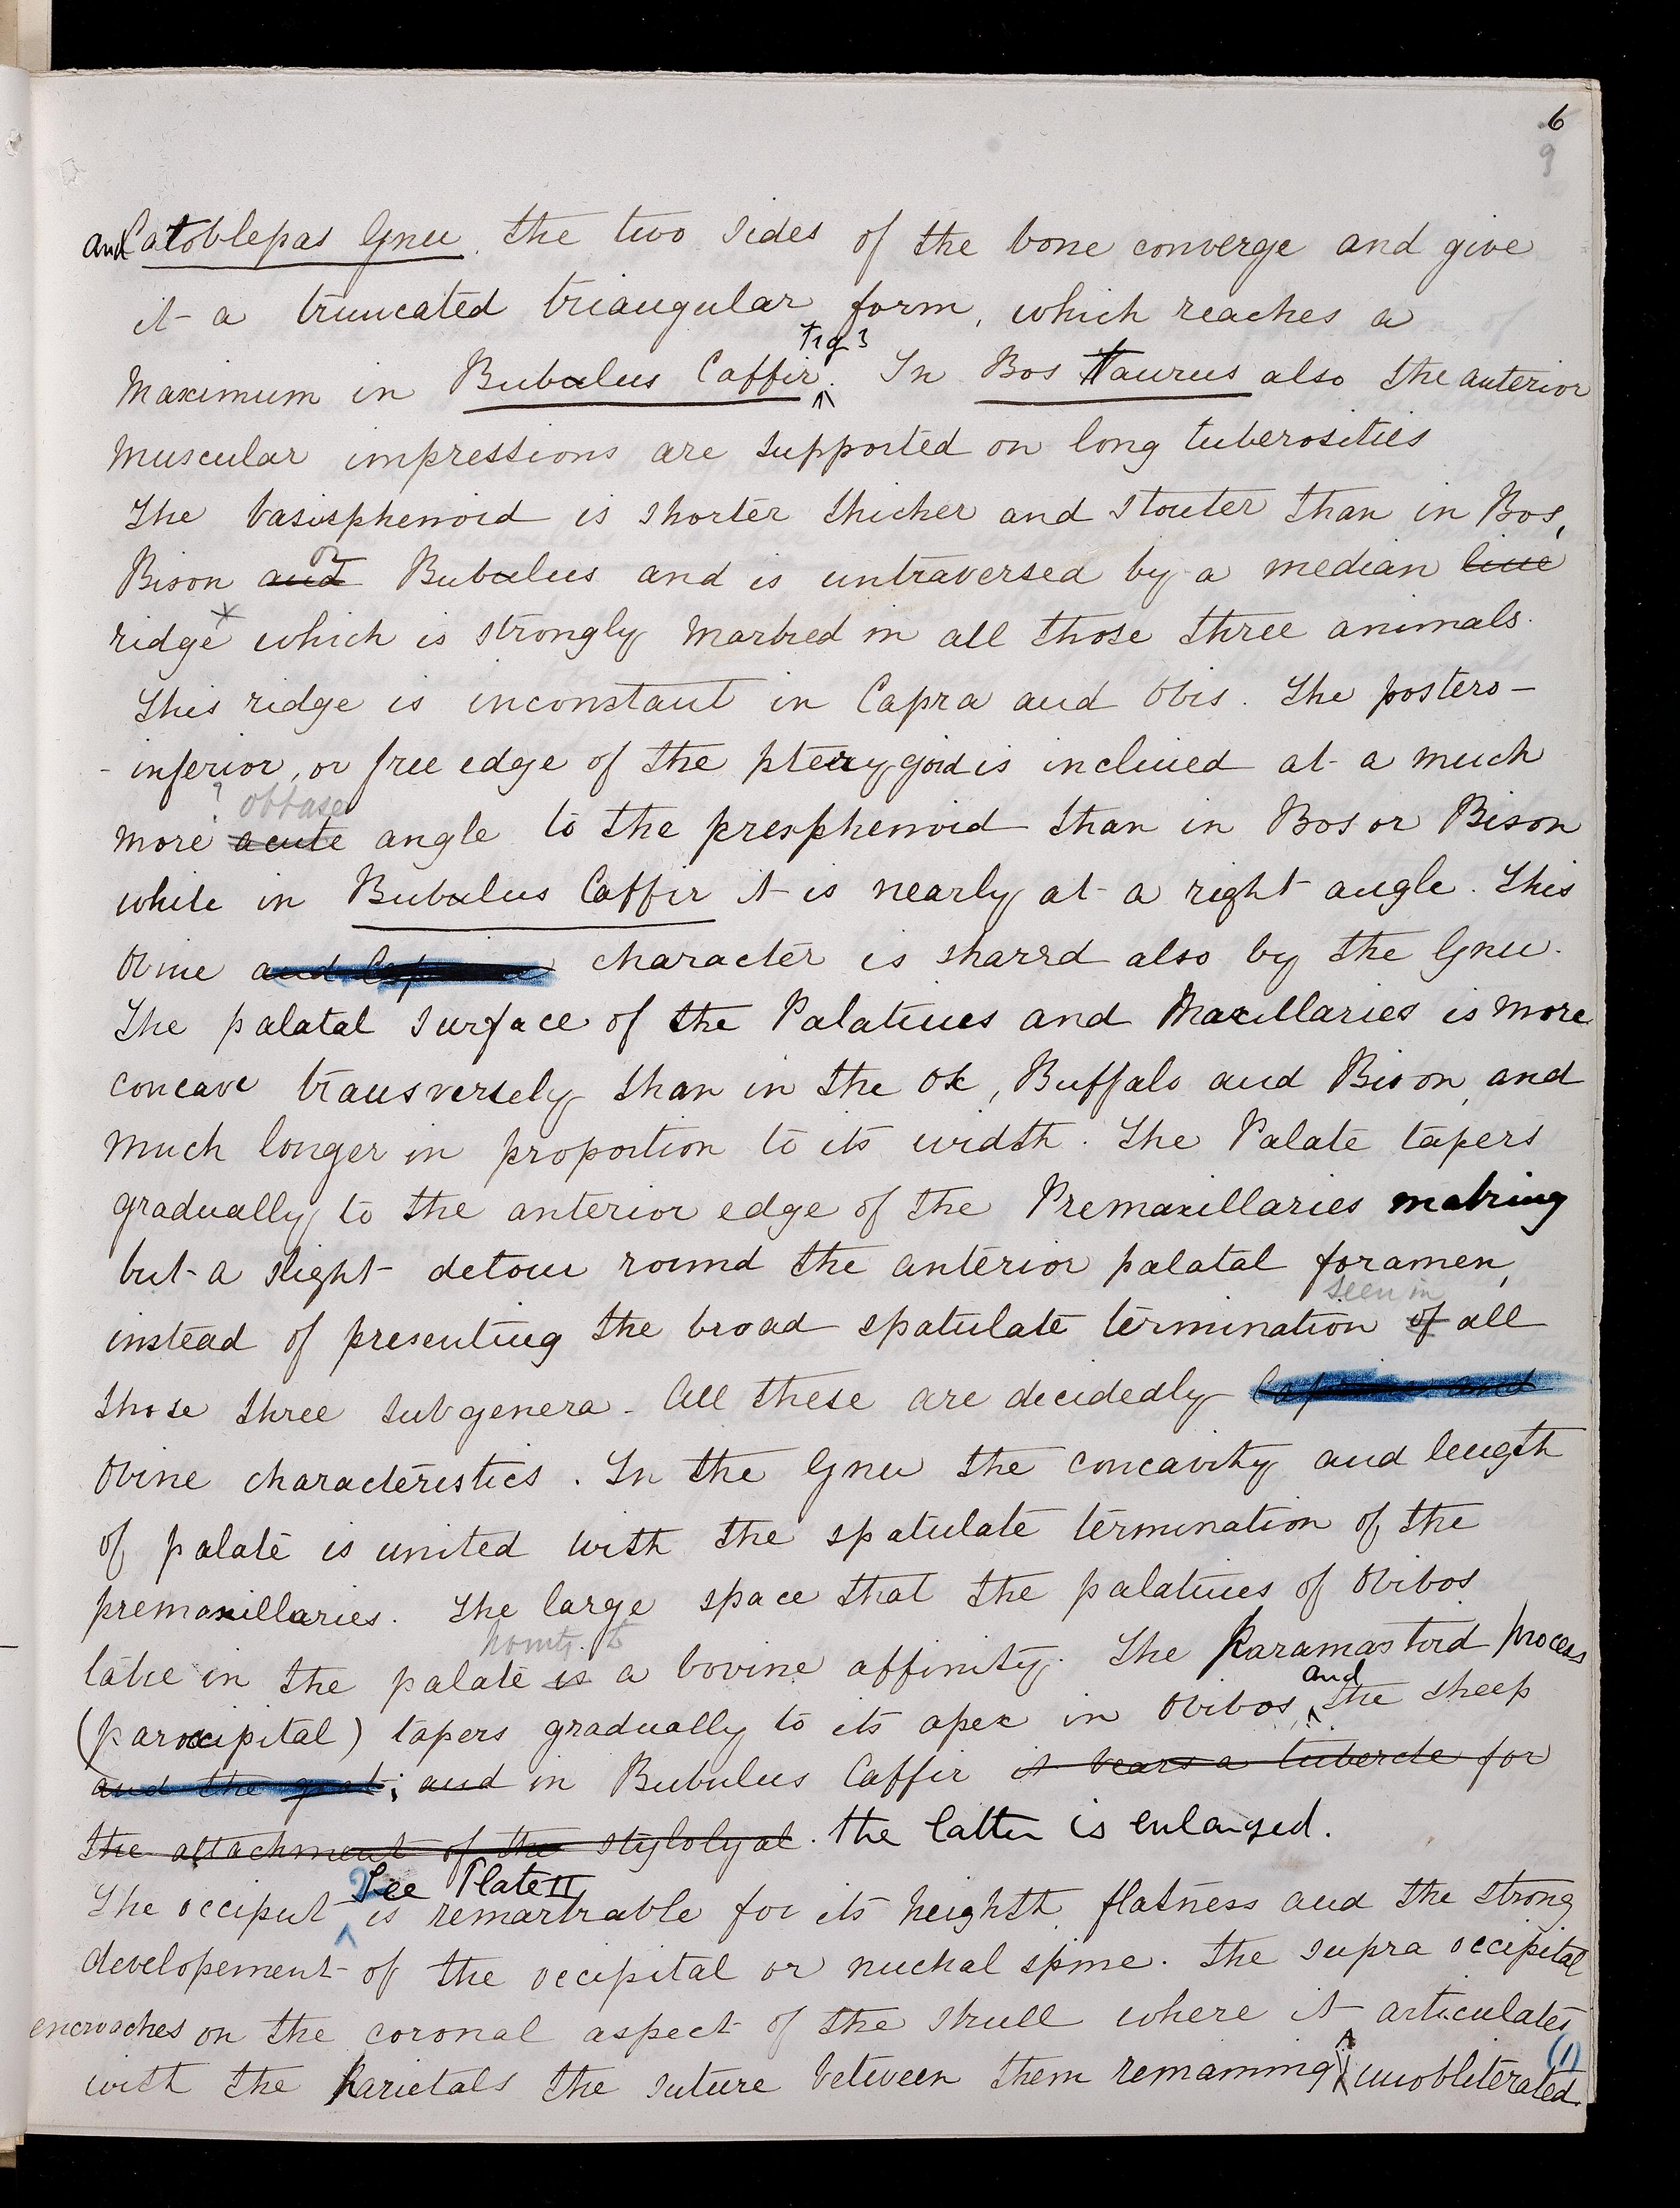 6
9
and Catoblepas Gnu the two sides of the bone converge and give
it a truncated triangular form, which reaches a
Fig 3
Maximum in Bubalus Caffir. In Bos Taurus also the anterior
Muscular impressions are supported on long tuberosities
The basisphenoid is shorter thicker and stouter than in Bos,
or
Bison and Bubalus and is untraversed by a median line
ridge * which is strongly marked in all those three animals.
This ridge is inconstant in Capra and Ovis. The postero-
- inferior, or free edge of the pterygoid is inclined at a much
? obtuse
more acute angle to the presphenoid than in Bos or Bison
while in Bubalus Caffir it is nearly at a right angle. This
Ovine and Caprine character is shared also by the Gnu.
The palatal surface of the Palatines and Maxillaries is more
concave transversely than in the Ox, Buffalo and Bison, and
Much longer in proportion to its width. The Palate tapers
gradually to the anterior edge of the Premaxillaries making
but a slight detour round the anterior palatal foramen,
seen in
instead of presenting the broad spatulate termination of all
those three subgenera. All these are decidedly Caprine and
Ovine characteristics. In the Gnu the concavity and length
of palate is united with the spatulate termination of the
premaxillaries. The large space that the palatines of Ovibos
points to
take in the palate is a bovine affinity. The Paramastoid process
and
(paroccipital) tapers gradually to its apex in Ovibos the sheep
and the goat; and in Bubulus Caffir it bears a tubercle for
the attachment of the stylohyal. the latter is enlarged.
See Plate II
The occiput is remarkable for its heighth flatness and the strong
developement of the occipital or nuchal spine. The supra occipital
encroaches on the coronal aspect of the skull where it articulates
(1)
with the Parietals the suture between them remaining unobliterated.